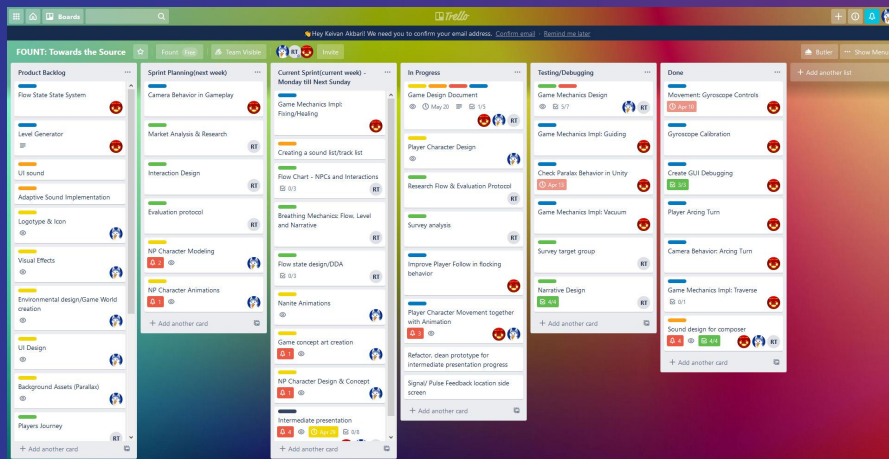 Boards
Trello
👋Hey Keivan Akbari! We need you to confirm your email address. Confirm email · Remind me later
FOUNT: Towards the Source
Fount Free
Team Visible
RT
Invite
Butler
... Show Menu
Product Backlog
Flow State State System
Level Generator
UI sound
Adaptive Sound Implementation
Logotype & Icon
Visual Effects
Environmental design/Game World
creation
UI Design
Background Assets (Paralax)
Players Journey
RT
+ Add another card
Sprint Planning(next week)
Camera Behavior in Gameplay
Market Analysis & Research
RT
Interaction Design
RT
Evaluation protocol
RT
NP Character Modeling
2
NP Character Animations
1
+ Add another card
Current Sprint(current week) -
Monday till Next Sunday
Game Mechanics Impl:
Fixing/Healing
Creating a sound list/track list
Flow Chart - NPCs and Interactions
0/3
RT
Breathing Mechanics: Flow, Level
and Narrative
RT
Flow state design/DDA
0/3
RT
Nanite Animations
Game concept art creation
1
NP Character Design & Concept
1
Intermediate presentation
4
Apr 29
0/8
+ Add another card
In Progress
Game Design Document
May 20
1/5
RT
Player Character Design
Research Flow & Evaluation Protocol
RT
Survey analysis
RT
Improve Player Follow in flocking
behavior
Player Character Movement together
with Animation
3
Refactor, clean prototype for
intermediate presentation progress
Signal/ Pulse Feedback location side
screen
+ Add another card
Testing/Debugging
Game Mechanics Design
5/7
RT
Game Mechanics Impl: Guiding
Check Paralax Behavior in Unity
Apr 13
Game Mechanics Impl: Vacuum
Survey target group
RT
Narrative Design
4/4
RT
+ Add another card
Done
Movement: Gyroscope Controls
Apr 10
Gyroscope Calibration
Create GUI Debugging
3/3
Player Arcing Turn
Camera Behavior: Arcing Turn
Game Mechanics Impl: Traverse
0/1
Sound design for composer
4
4/4
RT
+ Add another card
+ Add another list